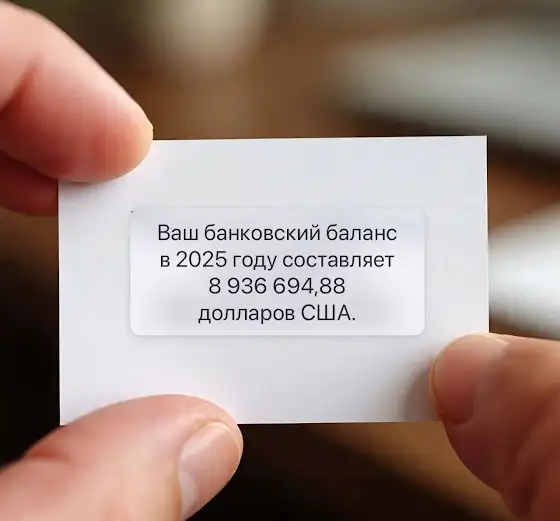 Ваш банковский баланс
в 2025 году составляет
8 936 694,88
долларов США.